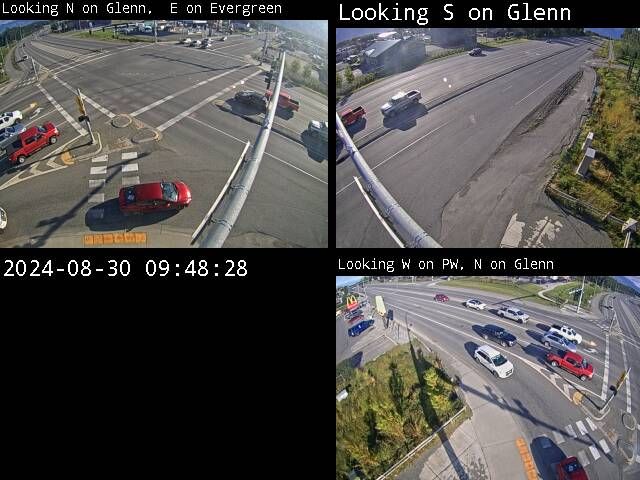 Looking N on Glenn,  E on Evergreen
Looking S on Glenn
2024-08-30 09:48:28
Looking W on PW, N on Glenn